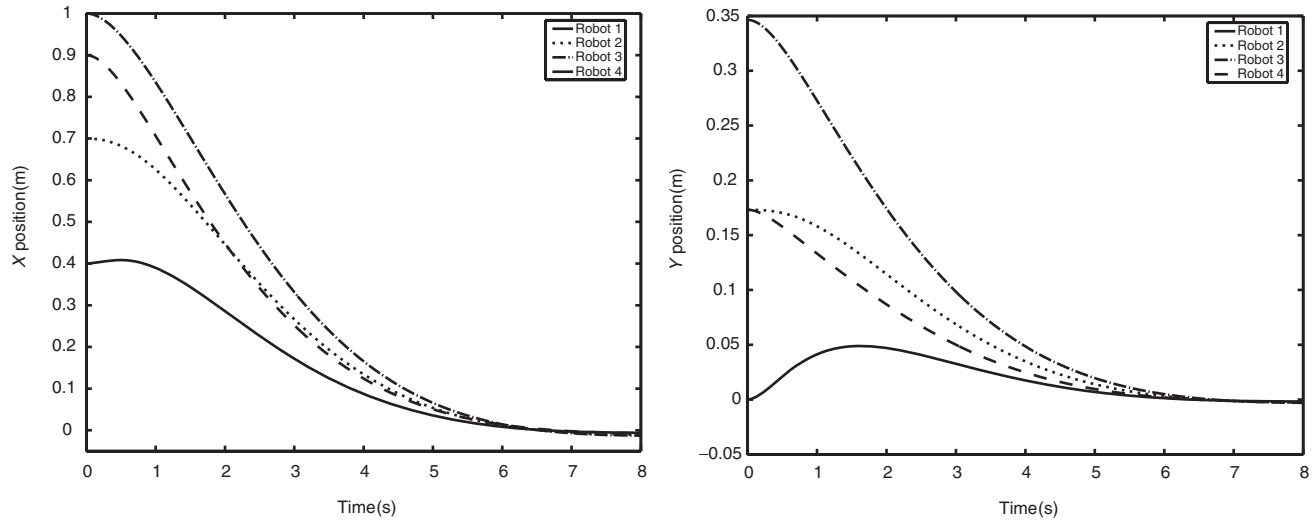 1
0.9
0.8
0.7
0.6
0.5
0.4
0.3
0.2
0.1
0
X position(m)
0 1 2 3 4 5 6 7 8
Time(s)
Robot 1
Robot 2
Robot 3
Robot 4
0.35
0.3
0.25
0.2
0.15
0.1
0.05
0
−0.05
Y position(m)
0 1 2 3 4 5 6 7 8
Time(s)
Robot 1
Robot 2
Robot 3
Robot 4